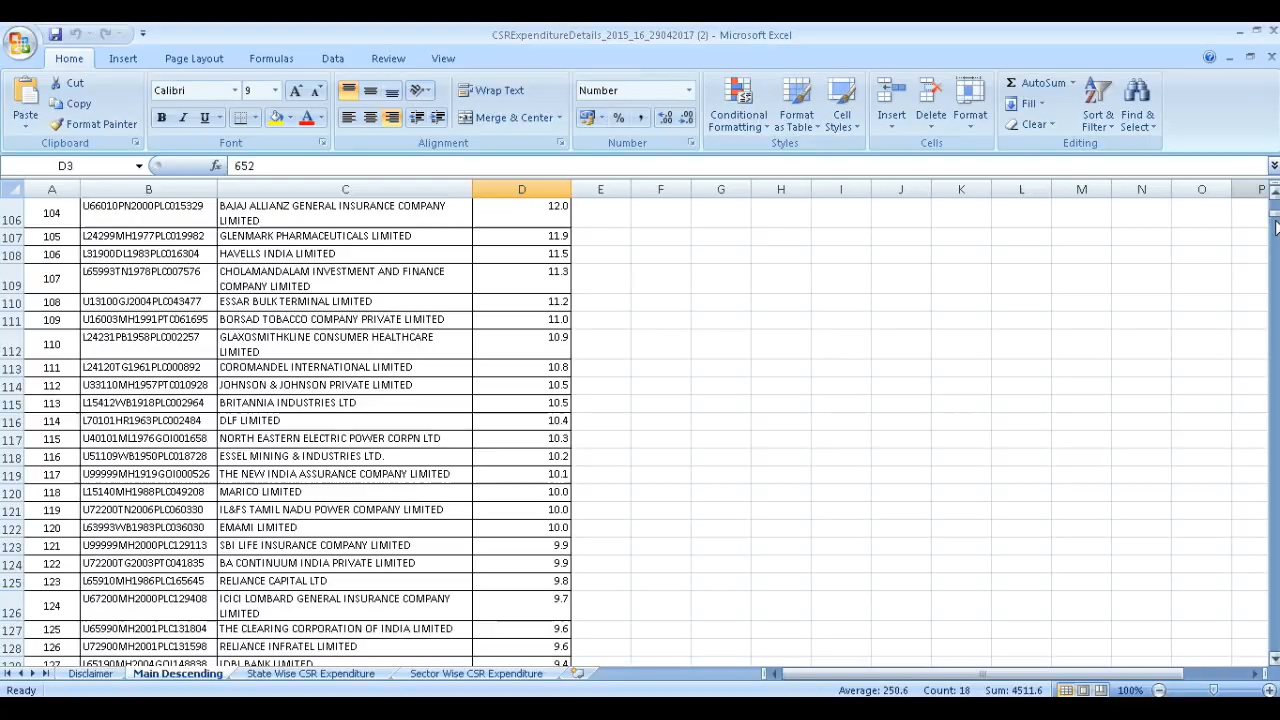 CSRExpenditureDetails_2015_16_29042017 (2) - Microsoft Excel
Home Insert Page Layout Formulas Data Review View
Paste Cut Copy Format Painter Clipboard
Calibri 9 A A B I U A Font
Wrap Text Merge & Center Alignment
Number % , Number
Conditional Formatting Format as Table Cell Styles Styles
Insert Delete Format Cells
Σ AutoSum Fill Clear Sort & Filter Find & Select Editing
D3 fx 652
A B C D E F G H I J K L M N O P
106 104 U66010PN2000PLC015329 BAJAJ ALLIANZ GENERAL INSURANCE COMPANY LIMITED 12.0
107 105 L24299MH1977PLC019982 GLENMARK PHARMACEUTICALS LIMITED 11.9
108 106 L31900DL1983PLC016304 HAVELLS INDIA LIMITED 11.5
109 107 L65993TN1978PLC007576 CHOLAMANDALAM INVESTMENT AND FINANCE COMPANY LIMITED 11.3
110 108 U13100GJ2004PLC043477 ESSAR BULK TERMINAL LIMITED 11.2
111 109 U16003MH1991PTC061695 BORSAD TOBACCO COMPANY PRIVATE LIMITED 11.0
112 110 L24231PB1958PLC002257 GLAXOSMITHKLINE CONSUMER HEALTHCARE LIMITED 10.9
113 111 L24120TG1961PLC000892 COROMANDEL INTERNATIONAL LIMITED 10.8
114 112 U33110MH1957PTC010928 JOHNSON & JOHNSON PRIVATE LIMITED 10.5
115 113 L15412WB1918PLC002964 BRITANNIA INDUSTRIES LTD 10.5
116 114 L70101HR1963PLC002484 DLF LIMITED 10.4
117 115 U40101ML1976GOI001658 NORTH EASTERN ELECTRIC POWER CORPN LTD 10.3
118 116 U51109WB1950PLC018728 ESSEL MINING & INDUSTRIES LTD. 10.2
119 117 U99999MH1919GOI000526 THE NEW INDIA ASSURANCE COMPANY LIMITED 10.1
120 118 L15140MH1988PLC049208 MARICO LIMITED 10.0
121 119 U72200TN2006PLC060330 IL&FS TAMIL NADU POWER COMPANY LIMITED 10.0
122 120 L63993WB1983PLC036030 EMAMI LIMITED 10.0
123 121 U99999MH2000PLC129113 SBI LIFE INSURANCE COMPANY LIMITED 9.9
124 122 U72200TG2003PTC041835 BA CONTINUUM INDIA PRIVATE LIMITED 9.9
125 123 L65910MH1986PLC165645 RELIANCE CAPITAL LTD 9.8
126 124 U67200MH2000PLC129408 ICICI LOMBARD GENERAL INSURANCE COMPANY LIMITED 9.7
127 125 U65990MH2001PLC131804 THE CLEARING CORPORATION OF INDIA LIMITED 9.6
128 126 U72900MH2001PLC131598 RELIANCE INFRATEL LIMITED 9.6
129 127 L65190MH2004GOI148838 IDBI BANK LIMITED 9.4
Disclaimer Main Descending State Wise CSR Expenditure Sector Wise CSR Expenditure
Ready Average: 250.6 Count: 18 Sum: 4511.6 100%